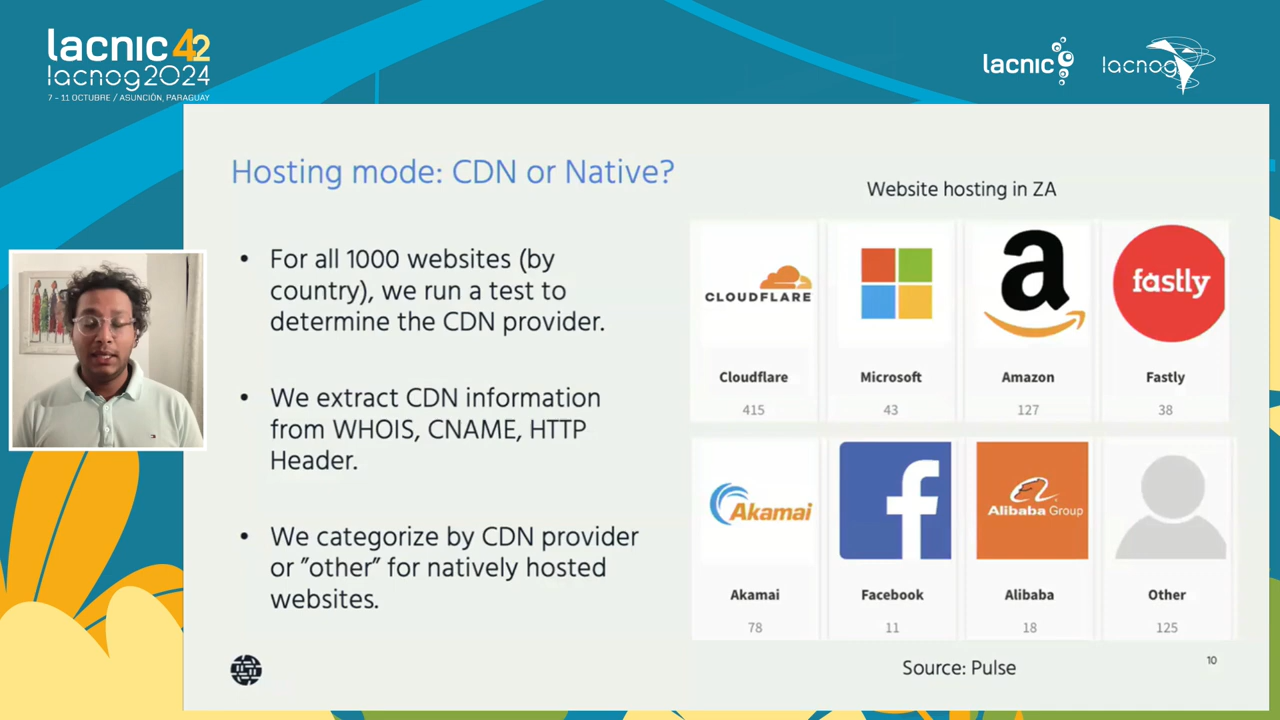 lacnic 42
lacnog2024
7 - 11 OCTUBRE / ASUNCIÓN, PARAGUAY
lacnic
lacnog
Hosting mode: CDN or Native?
• For all 1000 websites (by
country), we run a test to
determine the CDN provider.
• We extract CDN information
from WHOIS, CNAME, HTTP
Header.
• We categorize by CDN provider
or ”other” for natively hosted
websites.
Website hosting in ZA
CLOUDFLARE
a
fastly
Cloudflare
Microsoft
Amazon
Fastly
415
43
127
38
Akamai
f
Alibaba Group
Akamai
Facebook
Alibaba
Other
78
11
18
125
Source: Pulse
10